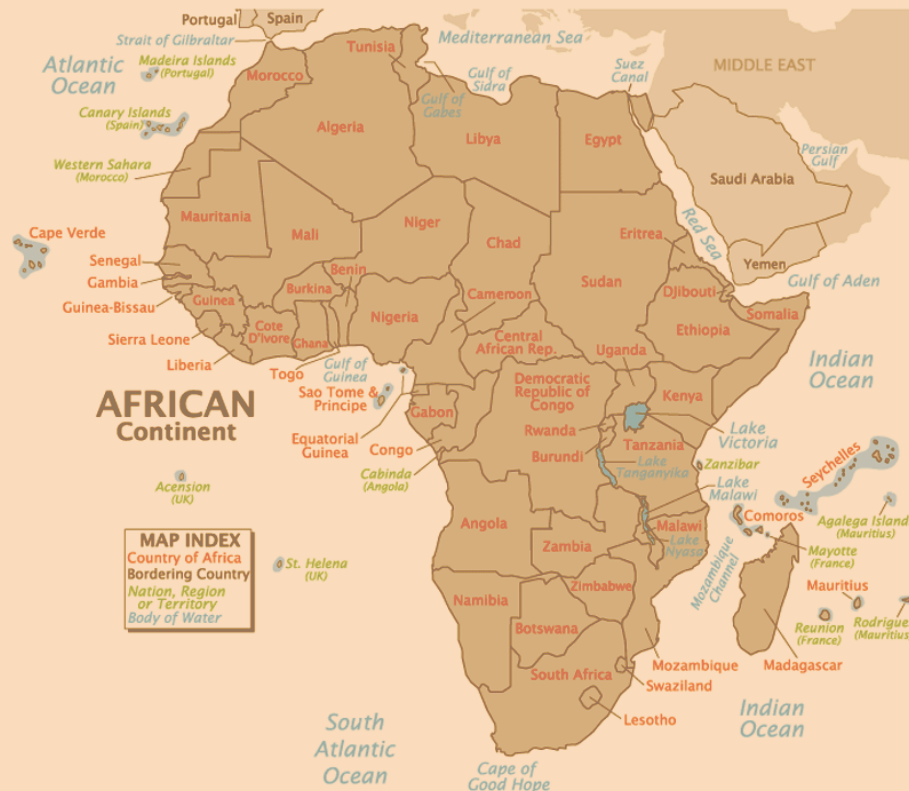 Portugal
Spain
Strait of Gilbraltar
Mediterranean Sea
Atlantic
Ocean
Madeira Islands
(Portugal)
Tunisia
Morocco
Gulf of
Sidra
Suez
Canal
MIDDLE EAST
Canary Islands
(Spain)
Gulf of
Gabes
Algeria
Libya
Egypt
Persian
Gulf
Western Sahara
(Morocco)
Saudi Arabia
Mauritania
Mali
Niger
Chad
Red Sea
Cape Verde
Eritrea
Senegal
Gambia
Guinea-Bissau
Benin
Burkina
Sudan
Yemen
Gulf of Aden
Guinea
Cameroon
Djibouti
Somalia
Sierra Leone
Cote
D'ivore
Ghana
Nigeria
Ethiopia
Liberia
Togo
Gulf of
Guinea
Central
African Rep.
Uganda
Indian
Ocean
AFRICAN
Continent
Sao Tome &
Principe
Gabon
Democratic
Republic of
Congo
Kenya
Equatorial
Guinea
Congo
Rwanda
Burundi
Tanzania
Lake
Victoria
Cabinda
(Angola)
Lake
Tanganyika
Zanzibar
Seychelles
Acension
(UK)
Lake
Malawi
Agalega Island
(Mauritius)
Angola
Malawi
Comoros
MAP INDEX
Country of Africa
Bordering Country
Nation, Region
or Territory
Body of Water
St. Helena
(UK)
Zambia
Lake
Nyasa
Mozambique
Channel
Mayotte
(France)
Namibia
Zimbabwe
Mauritius
Botswana
Reunion
(France)
Rodrigue
(Mauritius
South Africa
Mozambique
Swaziland
Madagascar
Lesotho
South
Atlantic
Ocean
Indian
Ocean
Cape of
Good Hope